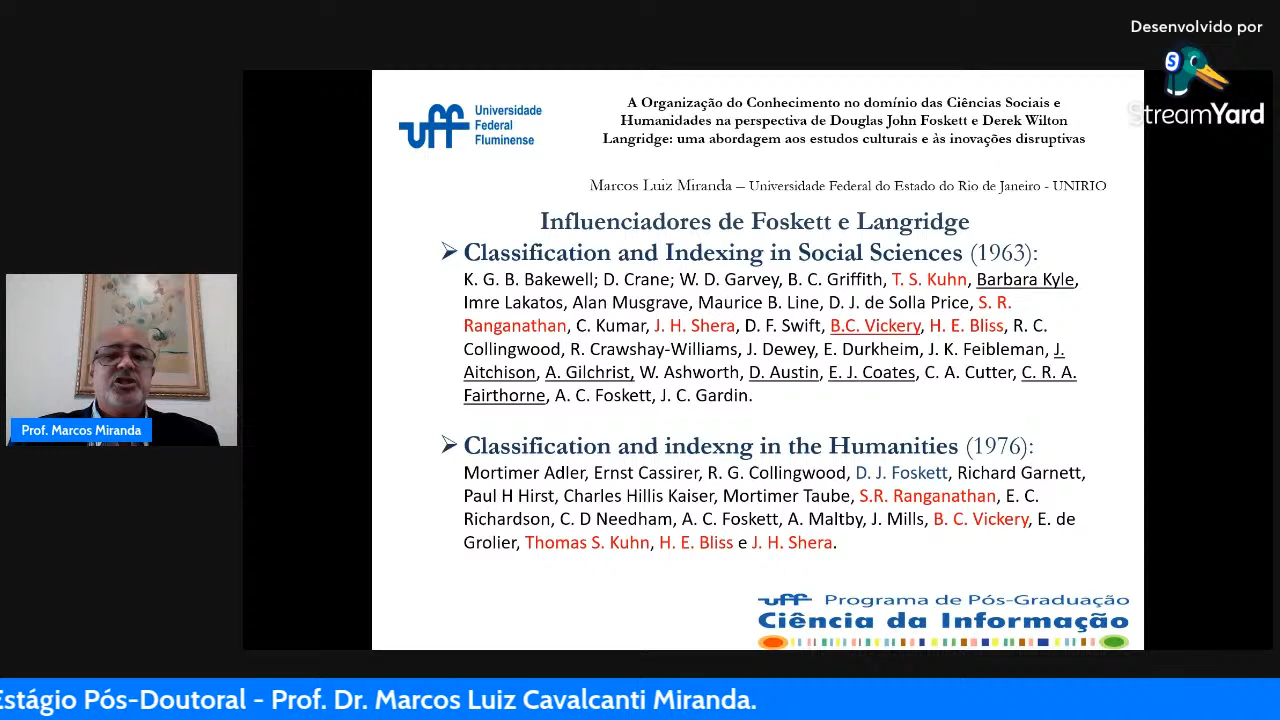 Desenvolvido por
StreamYard
uff Universidade
Federal
Fluminense
A Organização do Conhecimento no domínio das Ciências Sociais e
Humanidades na perspectiva de Douglas John Foskett e Derek Wilton
Langridge: uma abordagem aos estudos culturais e às inovações disruptivas
Marcos Luiz Miranda – Universidade Federal do Estado do Rio de Janeiro - UNIRIO
Influenciadores de Foskett e Langridge
➢ Classification and Indexing in Social Sciences (1963):
K. G. B. Bakewell; D. Crane; W. D. Garvey, B. C. Griffith, T. S. Kuhn, Barbara Kyle,
Imre Lakatos, Alan Musgrave, Maurice B. Line, D. J. de Solla Price, S. R.
Ranganathan, C. Kumar, J. H. Shera, D. F. Swift, B.C. Vickery, H. E. Bliss, R. C.
Collingwood, R. Crawshay-Williams, J. Dewey, E. Durkheim, J. K. Feibleman, J.
Aitchison, A. Gilchrist, W. Ashworth, D. Austin, E. J. Coates, C. A. Cutter, C. R. A.
Fairthorne, A. C. Foskett, J. C. Gardin.
➢ Classification and indexng in the Humanities (1976):
Mortimer Adler, Ernst Cassirer, R. G. Collingwood, D. J. Foskett, Richard Garnett,
Paul H Hirst, Charles Hillis Kaiser, Mortimer Taube, S.R. Ranganathan, E. C.
Richardson, C. D Needham, A. C. Foskett, A. Maltby, J. Mills, B. C. Vickery, E. de
Grolier, Thomas S. Kuhn, H. E. Bliss e J. H. Shera.
Prof. Marcos Miranda
uff Programa de Pós-Graduação
Ciência da Informação
Estágio Pós-Doutoral - Prof. Dr. Marcos Luiz Cavalcanti Miranda.